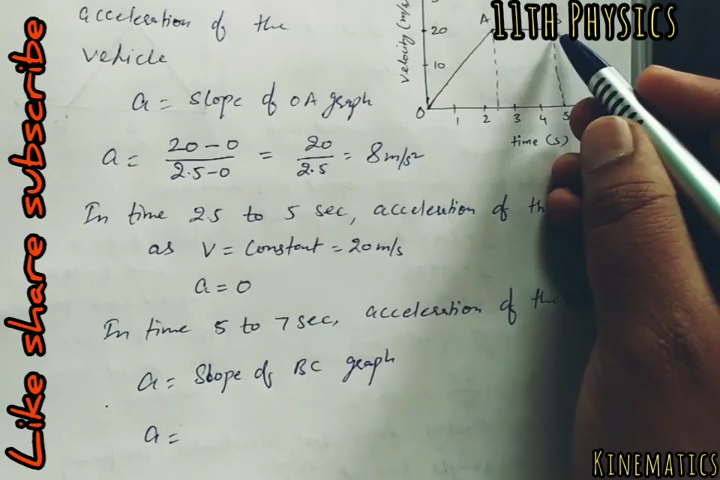 acceleration of the
vehicle
a = slope of OA graph
a = 20 - 0 / 2.5 - 0 = 20 / 2.5 = 8 m/s²
In time 2.5 to 5 sec, acceleration of the
as V = Constant = 20 m/s
a = 0
In time 5 to 7 sec, acceleration of the
a = Slope of BC graph
a =
Velocity (m/s
A
20
10
O 1 2 3 4 5
time (s)
11th Physics
Like share subscribe
Kinematics